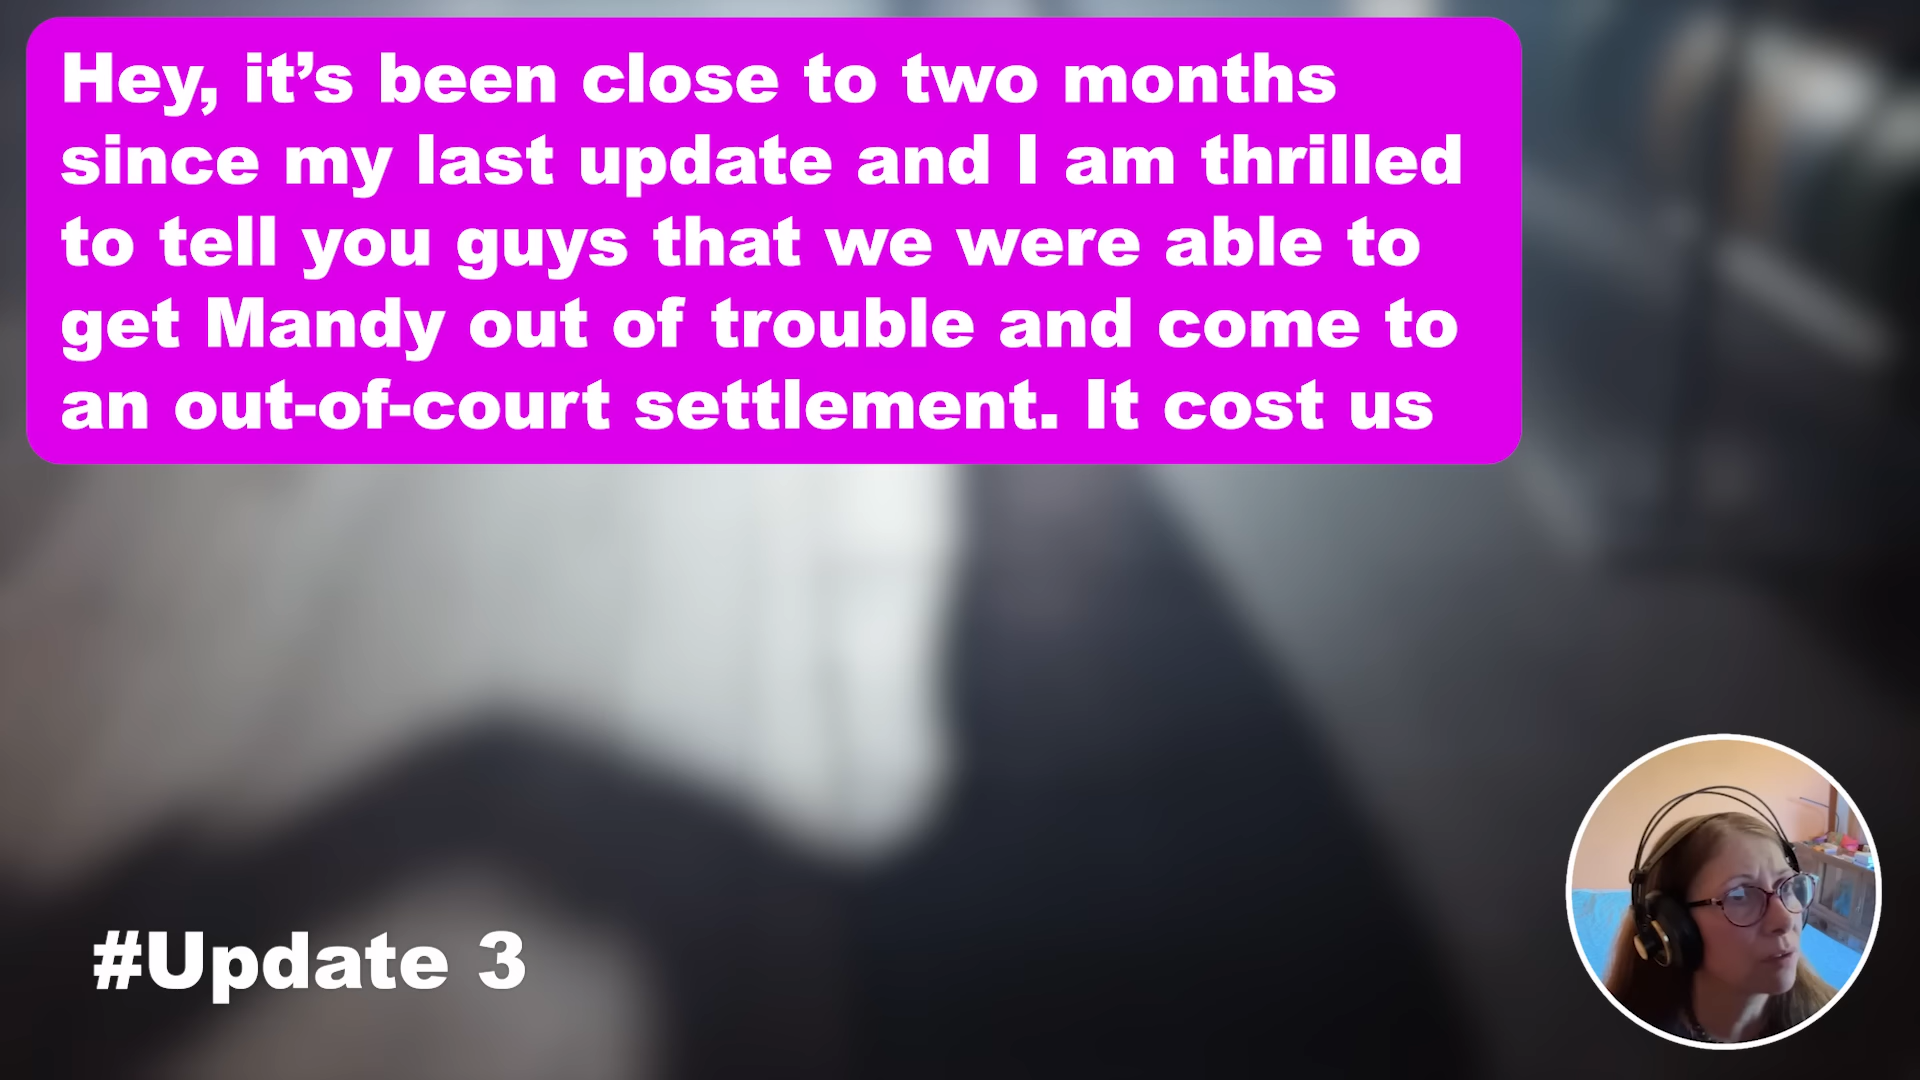 Hey, it’s been close to two months
since my last update and I am thrilled
to tell you guys that we were able to
get Mandy out of trouble and come to
an out-of-court settlement. It cost us
#Update 3